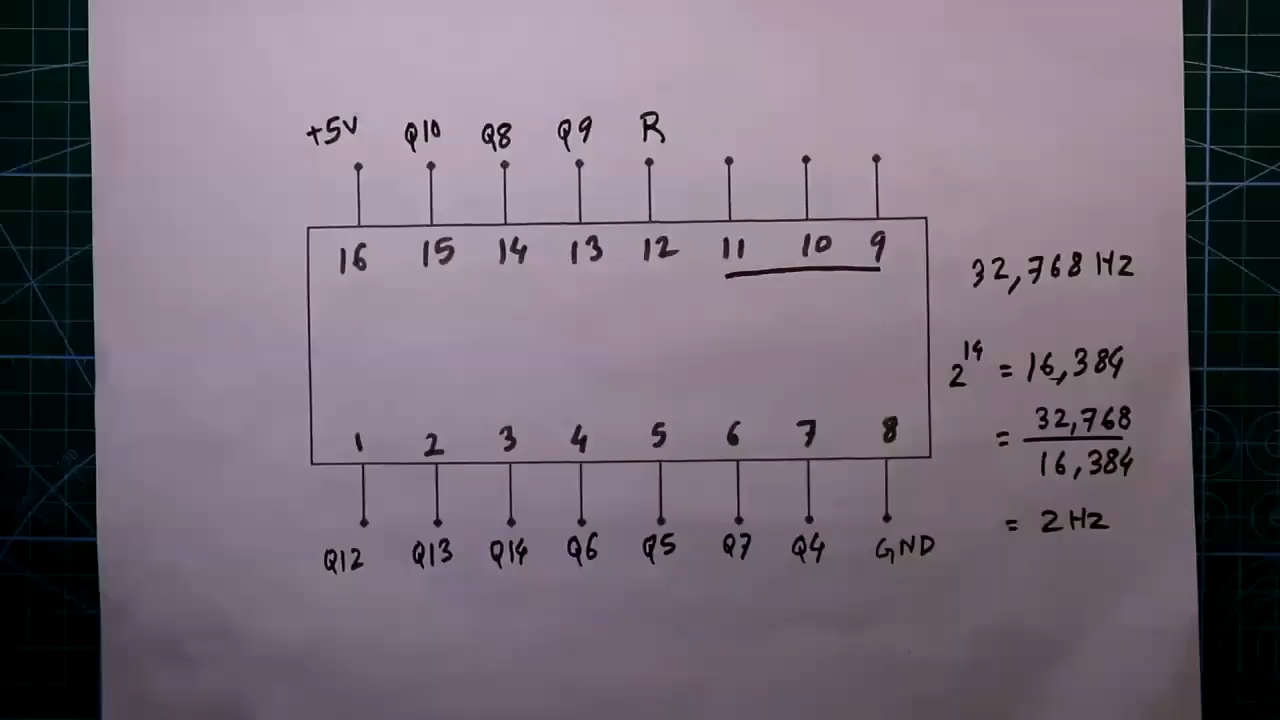 +5V Q10 Q8 Q9 R
16 15 14 13 12 11 10 9
1 2 3 4 5 6 7 8
Q12 Q13 Q14 Q6 Q5 Q7 Q4 GND
32,768 HZ
2^14 = 16,384
= 32,768
16,384
= 2 HZ